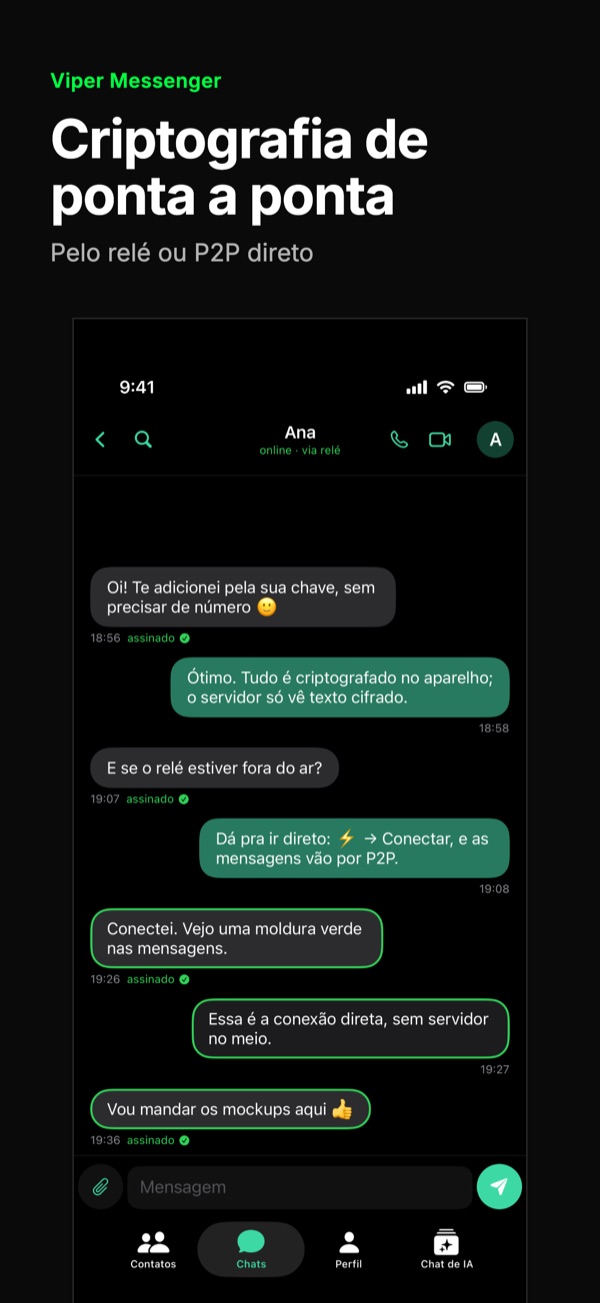 Viper Messenger
Criptografia de
ponta a ponta
Pelo relé ou P2P direto
9:41
Ana
online · via relé
A
Oi! Te adicionei pela sua chave, sem
precisar de número 🙂
18:56 assinado
Ótimo. Tudo é criptografado no aparelho;
o servidor só vê texto cifrado.
18:58
E se o relé estiver fora do ar?
19:07 assinado
Dá pra ir direto: ⚡ → Conectar, e as
mensagens vão por P2P.
19:08
Conectei. Vejo uma moldura verde
nas mensagens.
19:26 assinado
Essa é a conexão direta, sem servidor
no meio.
19:27
Vou mandar os mockups aqui 👍
19:36 assinado
Mensagem
Contatos
Chats
Perfil
Chat de IA